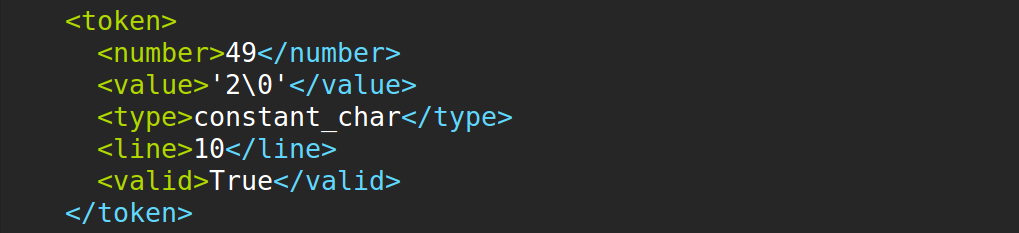 <token>
<number>49</number>
<value>'2\0'</value>
<type>constant_char</type>
<line>10</line>
<valid>True</valid>
</token>